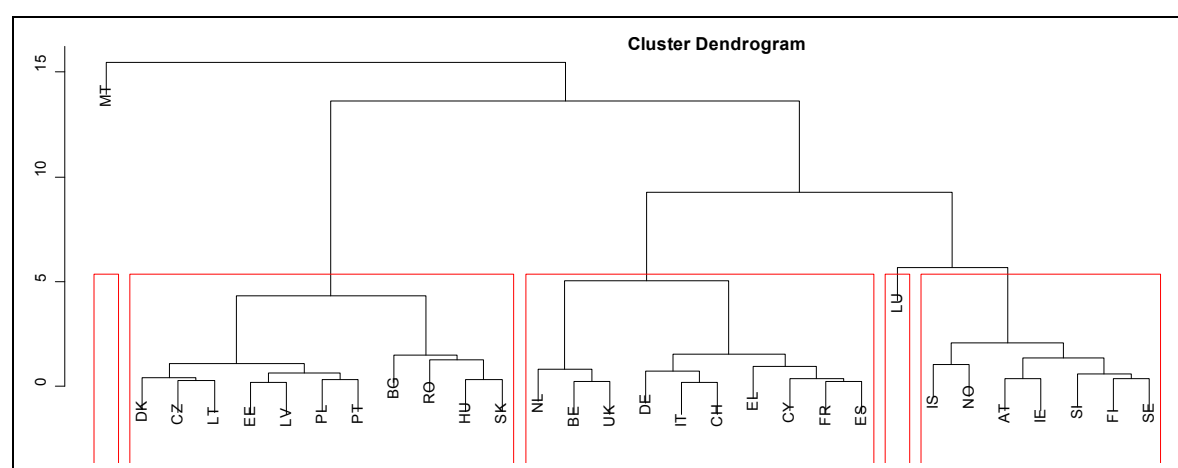 Cluster Dendrogram
15
10
5
0
MT
DK
CZ
LT
EE
LV
PL
PT
BG
RO
HU
SK
NL
BE
UK
DE
IT
CH
EL
CY
FR
ES
LU
IS
NO
AT
IE
SI
FI
SE